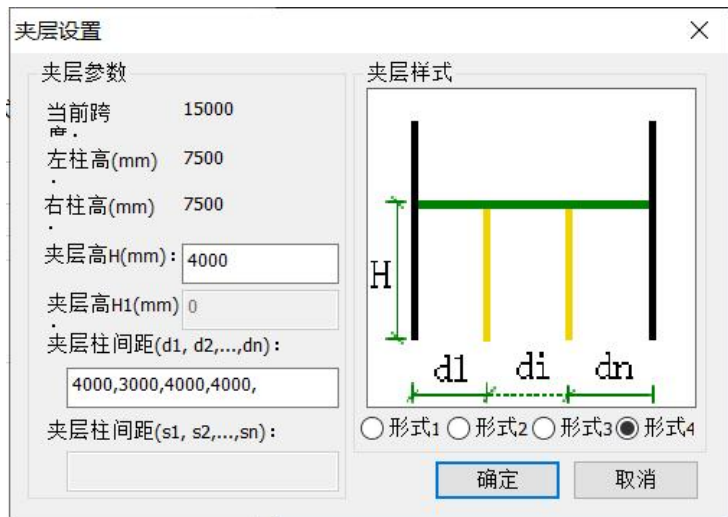 夹层设置
夹层参数
当前跨
15000
左柱高(mm)
7500
右柱高(mm)
7500
夹层高H(mm):
4000
夹层高H1(mm)
0
夹层柱间距(d1, d2,...,dn):
4000,3000,4000,4000,
夹层柱间距(s1, s2,...,sn):
夹层样式
H
d1 di dn
形式1 形式2 形式3 形式4
确定 取消